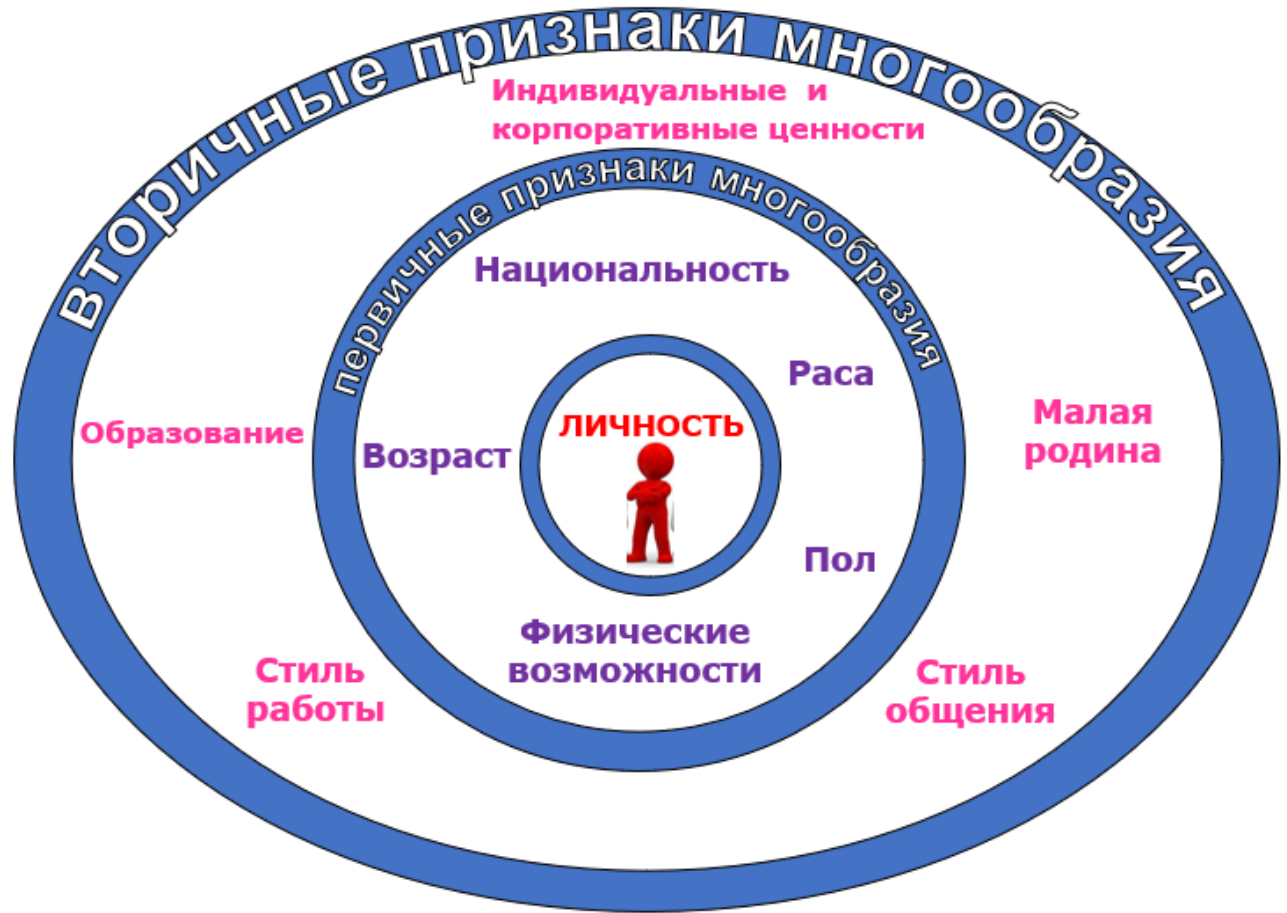 вторичные признаки многообразия
Индивидуальные и
корпоративные ценности
первичные признаки многообразия
Национальность
Раса
Малая
родина
ЛИЧНОСТЬ
Образование
Возраст
Пол
Физические
возможности
Стиль
работы
Стиль
общения